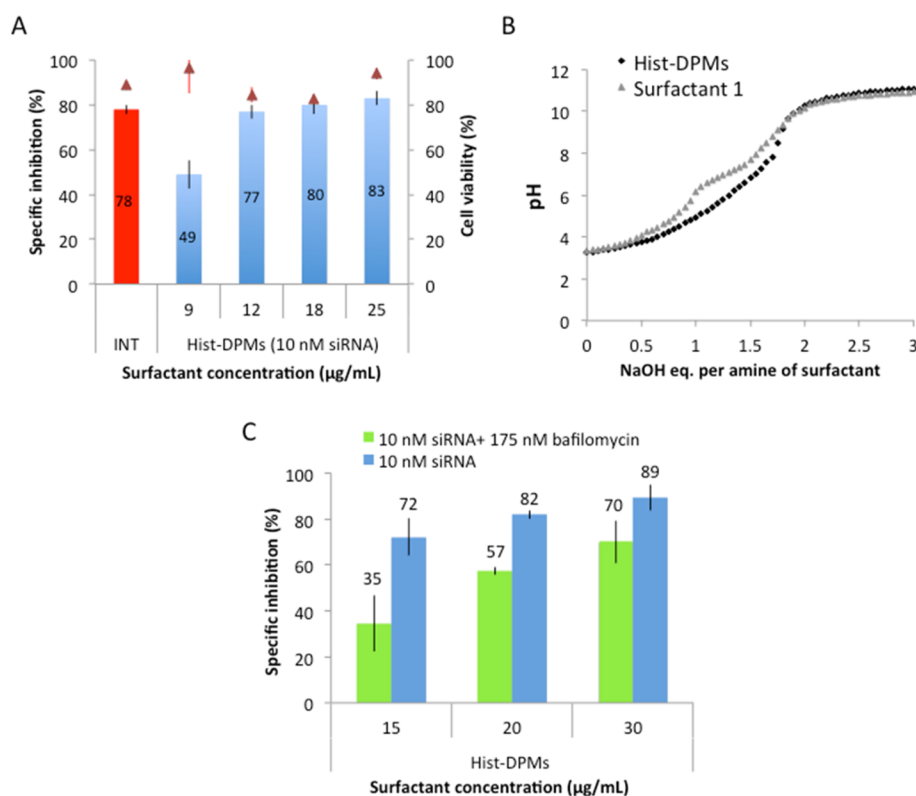 A
100
80
60
40
20
0
Specific inhibition (%)
78
49
77
80
83
100
80
60
40
20
0
Cell viability (%)
9
12
18
25
INT
Hist-DPMs (10 nM siRNA)
Surfactant concentration (µg/mL)
B
Hist-DPMs
Surfactant 1
12
10
8
6
4
2
pH
0
0.5
1
1.5
2
2.5
3
NaOH eq. per amine of surfactant
C
10 nM siRNA+ 175 nM bafilomycin
10 nM siRNA
100
80
60
40
20
0
Specific inhibition (%)
35
72
57
82
70
89
15
20
30
Hist-DPMs
Surfactant concentration (µg/mL)